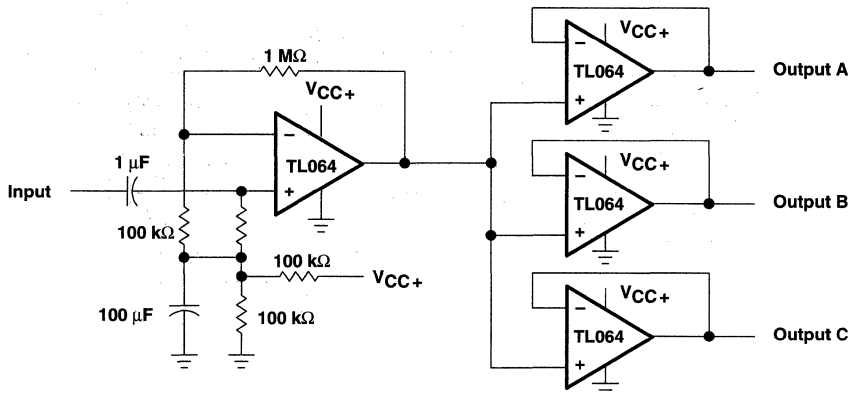 1 MΩ
VCC+
TL064
1 µF
Input
100 kΩ
100 kΩ
VCC+
100 µF
100 kΩ
VCC+
TL064
Output A
VCC+
TL064
Output B
VCC+
TL064
Output C